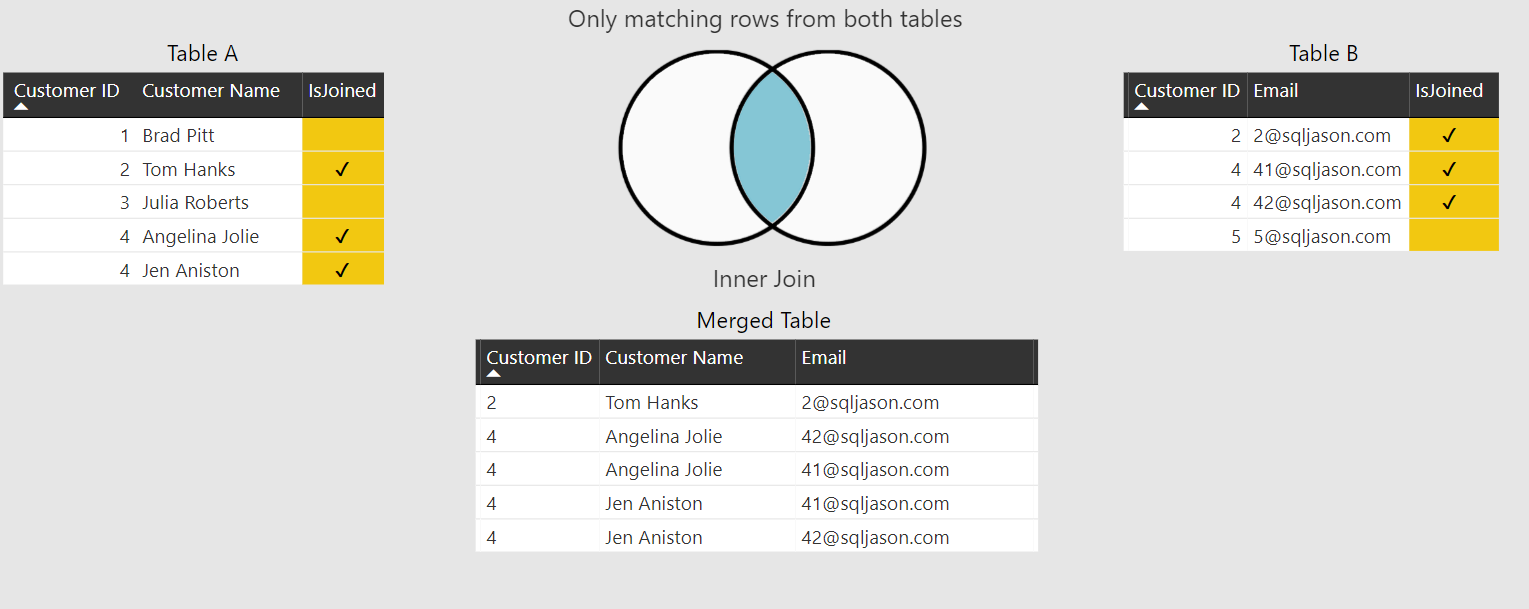 Only matching rows from both tables
Table A
Customer ID Customer Name IsJoined
1 Brad Pitt
2 Tom Hanks ✓
3 Julia Roberts
4 Angelina Jolie ✓
4 Jen Aniston ✓
Table B
Customer ID Email IsJoined
2 2@sqljason.com ✓
4 41@sqljason.com ✓
4 42@sqljason.com ✓
5 5@sqljason.com
Inner Join
Merged Table
Customer ID Customer Name Email
2 Tom Hanks 2@sqljason.com
4 Angelina Jolie 42@sqljason.com
4 Angelina Jolie 41@sqljason.com
4 Jen Aniston 41@sqljason.com
4 Jen Aniston 42@sqljason.com